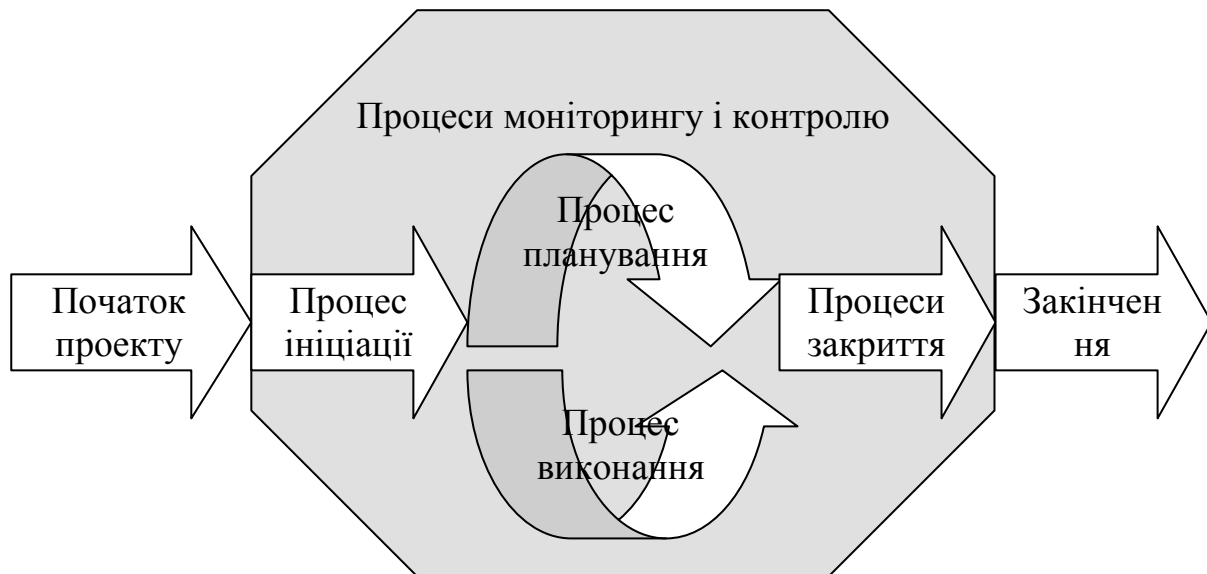 Процеси моніторингу і контролю
Процес
планування
Початок
проекту
Процес
ініціації
Процеси
закриття
Закінчен
ня
Процес
виконання